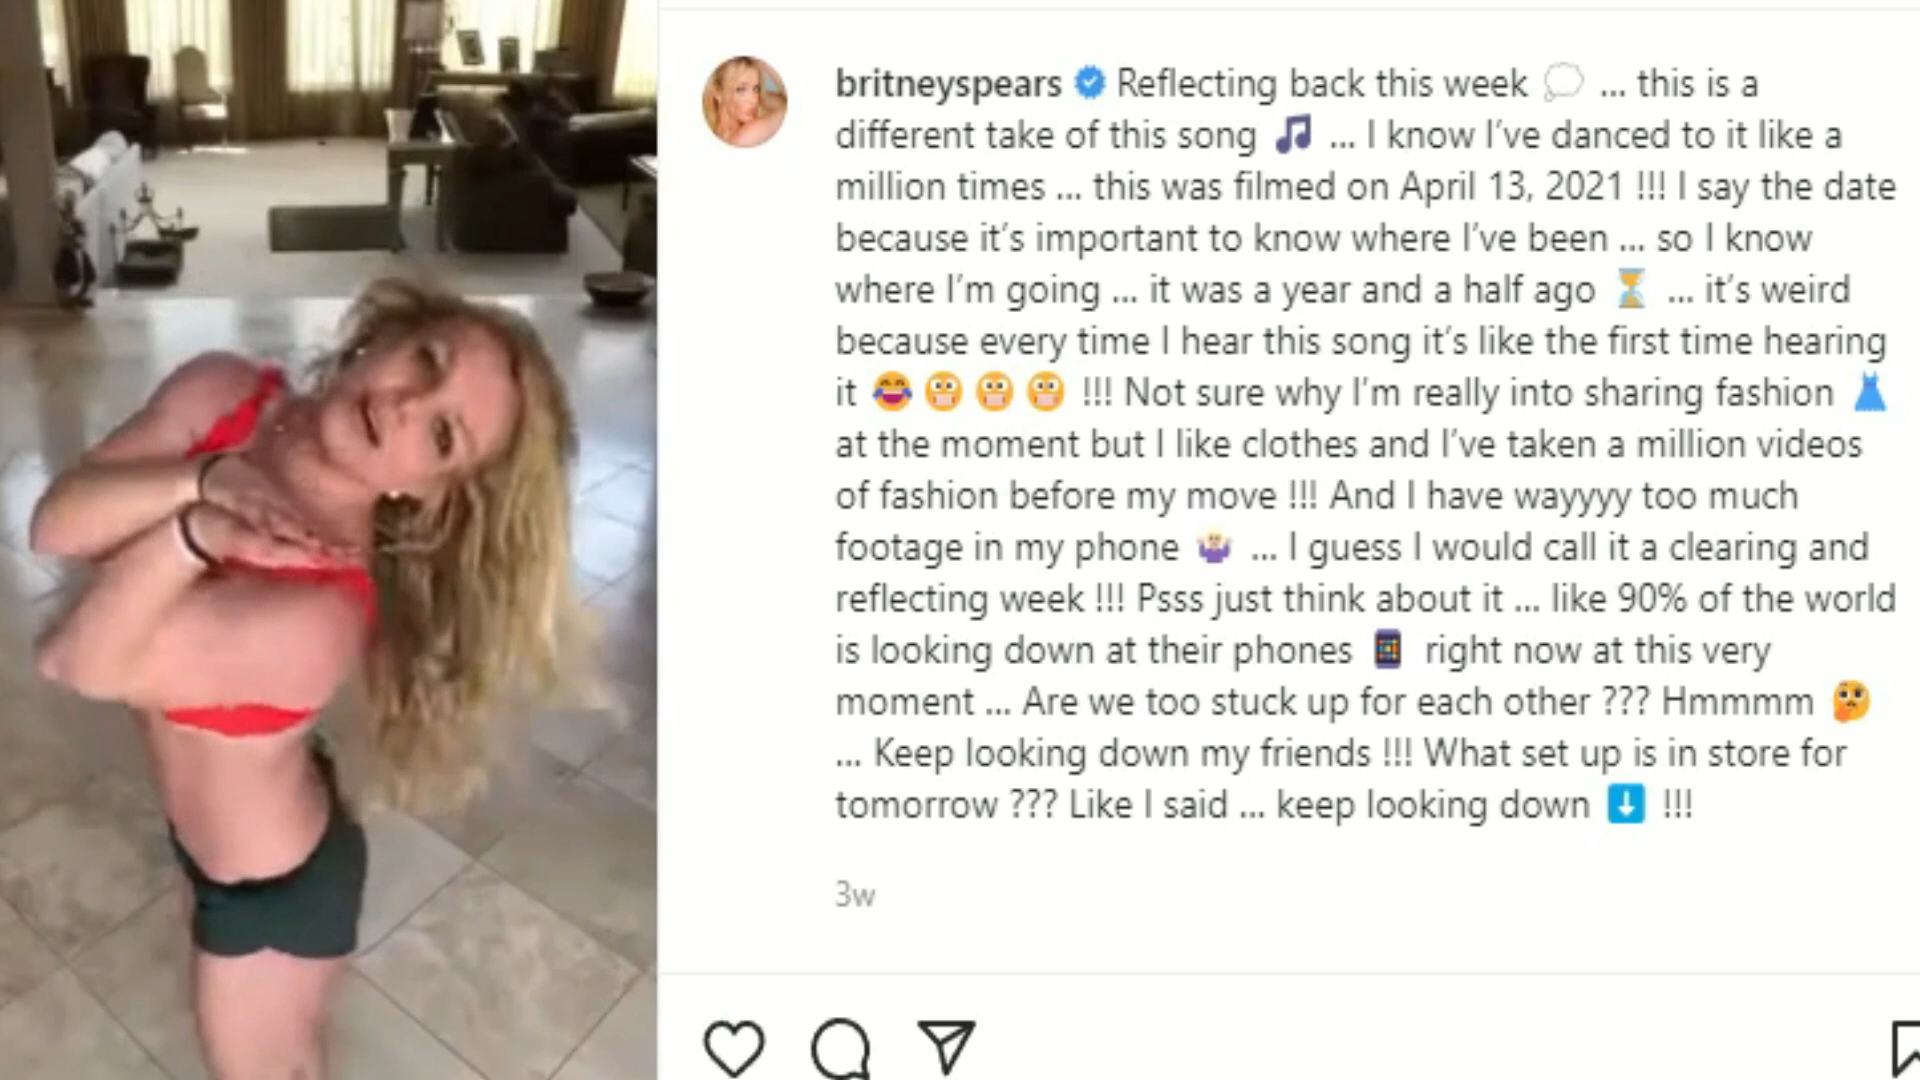 britneyspears Reflecting back this week 💭 ... this is a
different take of this song 🎵 ... I know I’ve danced to it like a
million times ... this was filmed on April 13, 2021 !!! I say the date
because it’s important to know where I’ve been ... so I know
where I’m going ... it was a year and a half ago ⏳ ... it’s weird
because every time I hear this song it’s like the first time hearing
it 😂 😬 😬 😬 !!! Not sure why I’m really into sharing fashion 👗
at the moment but I like clothes and I’ve taken a million videos
of fashion before my move !!! And I have wayyyy too much
footage in my phone 🤷🏼‍♀️ ... I guess I would call it a clearing and
reflecting week !!! Psss just think about it ... like 90% of the world
is looking down at their phones 📱 right now at this very
moment ... Are we too stuck up for each other ??? Hmmmm 🤔
... Keep looking down my friends !!! What set up is in store for
tomorrow ??? Like I said ... keep looking down ⬇️ !!!
3w